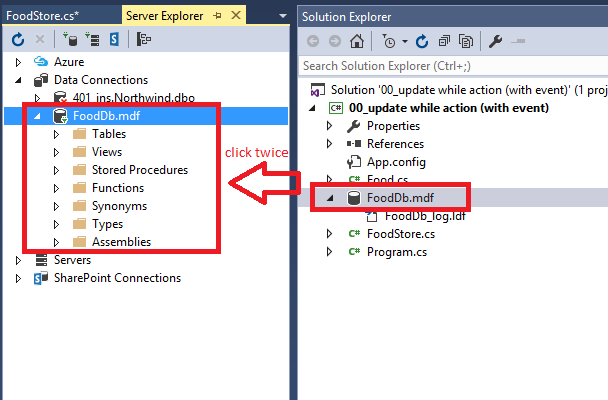 FoodStore.cs*
Server Explorer
Azure
Data Connections
401_ins.Northwind.dbo
FoodDb.mdf
Tables
Views
Stored Procedures
Functions
Synonyms
Types
Assemblies
Servers
SharePoint Connections
click twice
Solution Explorer
Search Solution Explorer (Ctrl+;)
Solution '00_update while action (with event)' (1 proj
C# 00_update while action (with event)
Properties
References
App.config
C# Food.cs
FoodDb.mdf
FoodDb_log.ldf
C# FoodStore.cs
C# Program.cs